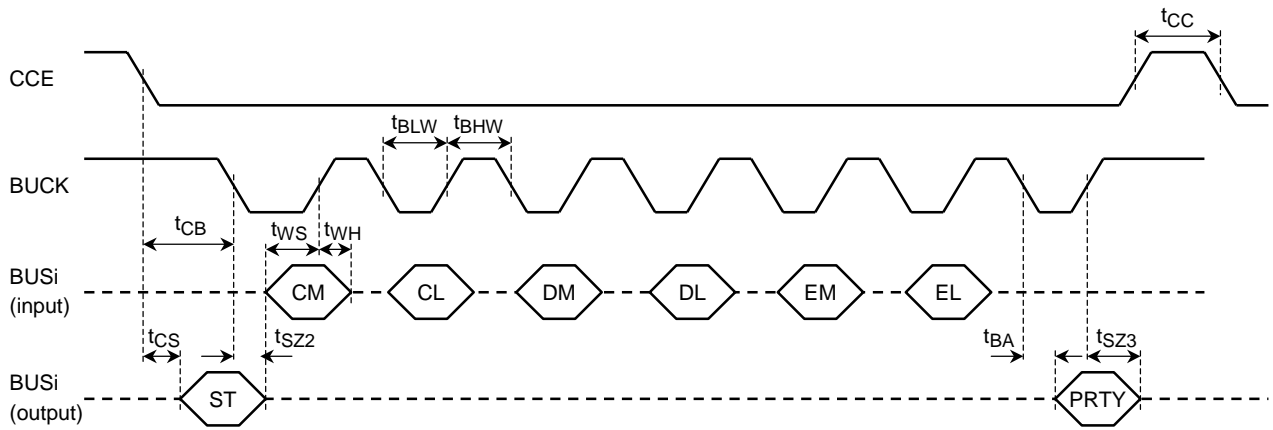 tCC
CCE
tBLW tBHW
BUCK
tCB tWS tWH
BUSi
(input)
CM CL DM DL EM EL
tCS tSZ2 tBA tSZ3
BUSi
(output)
ST PRTY